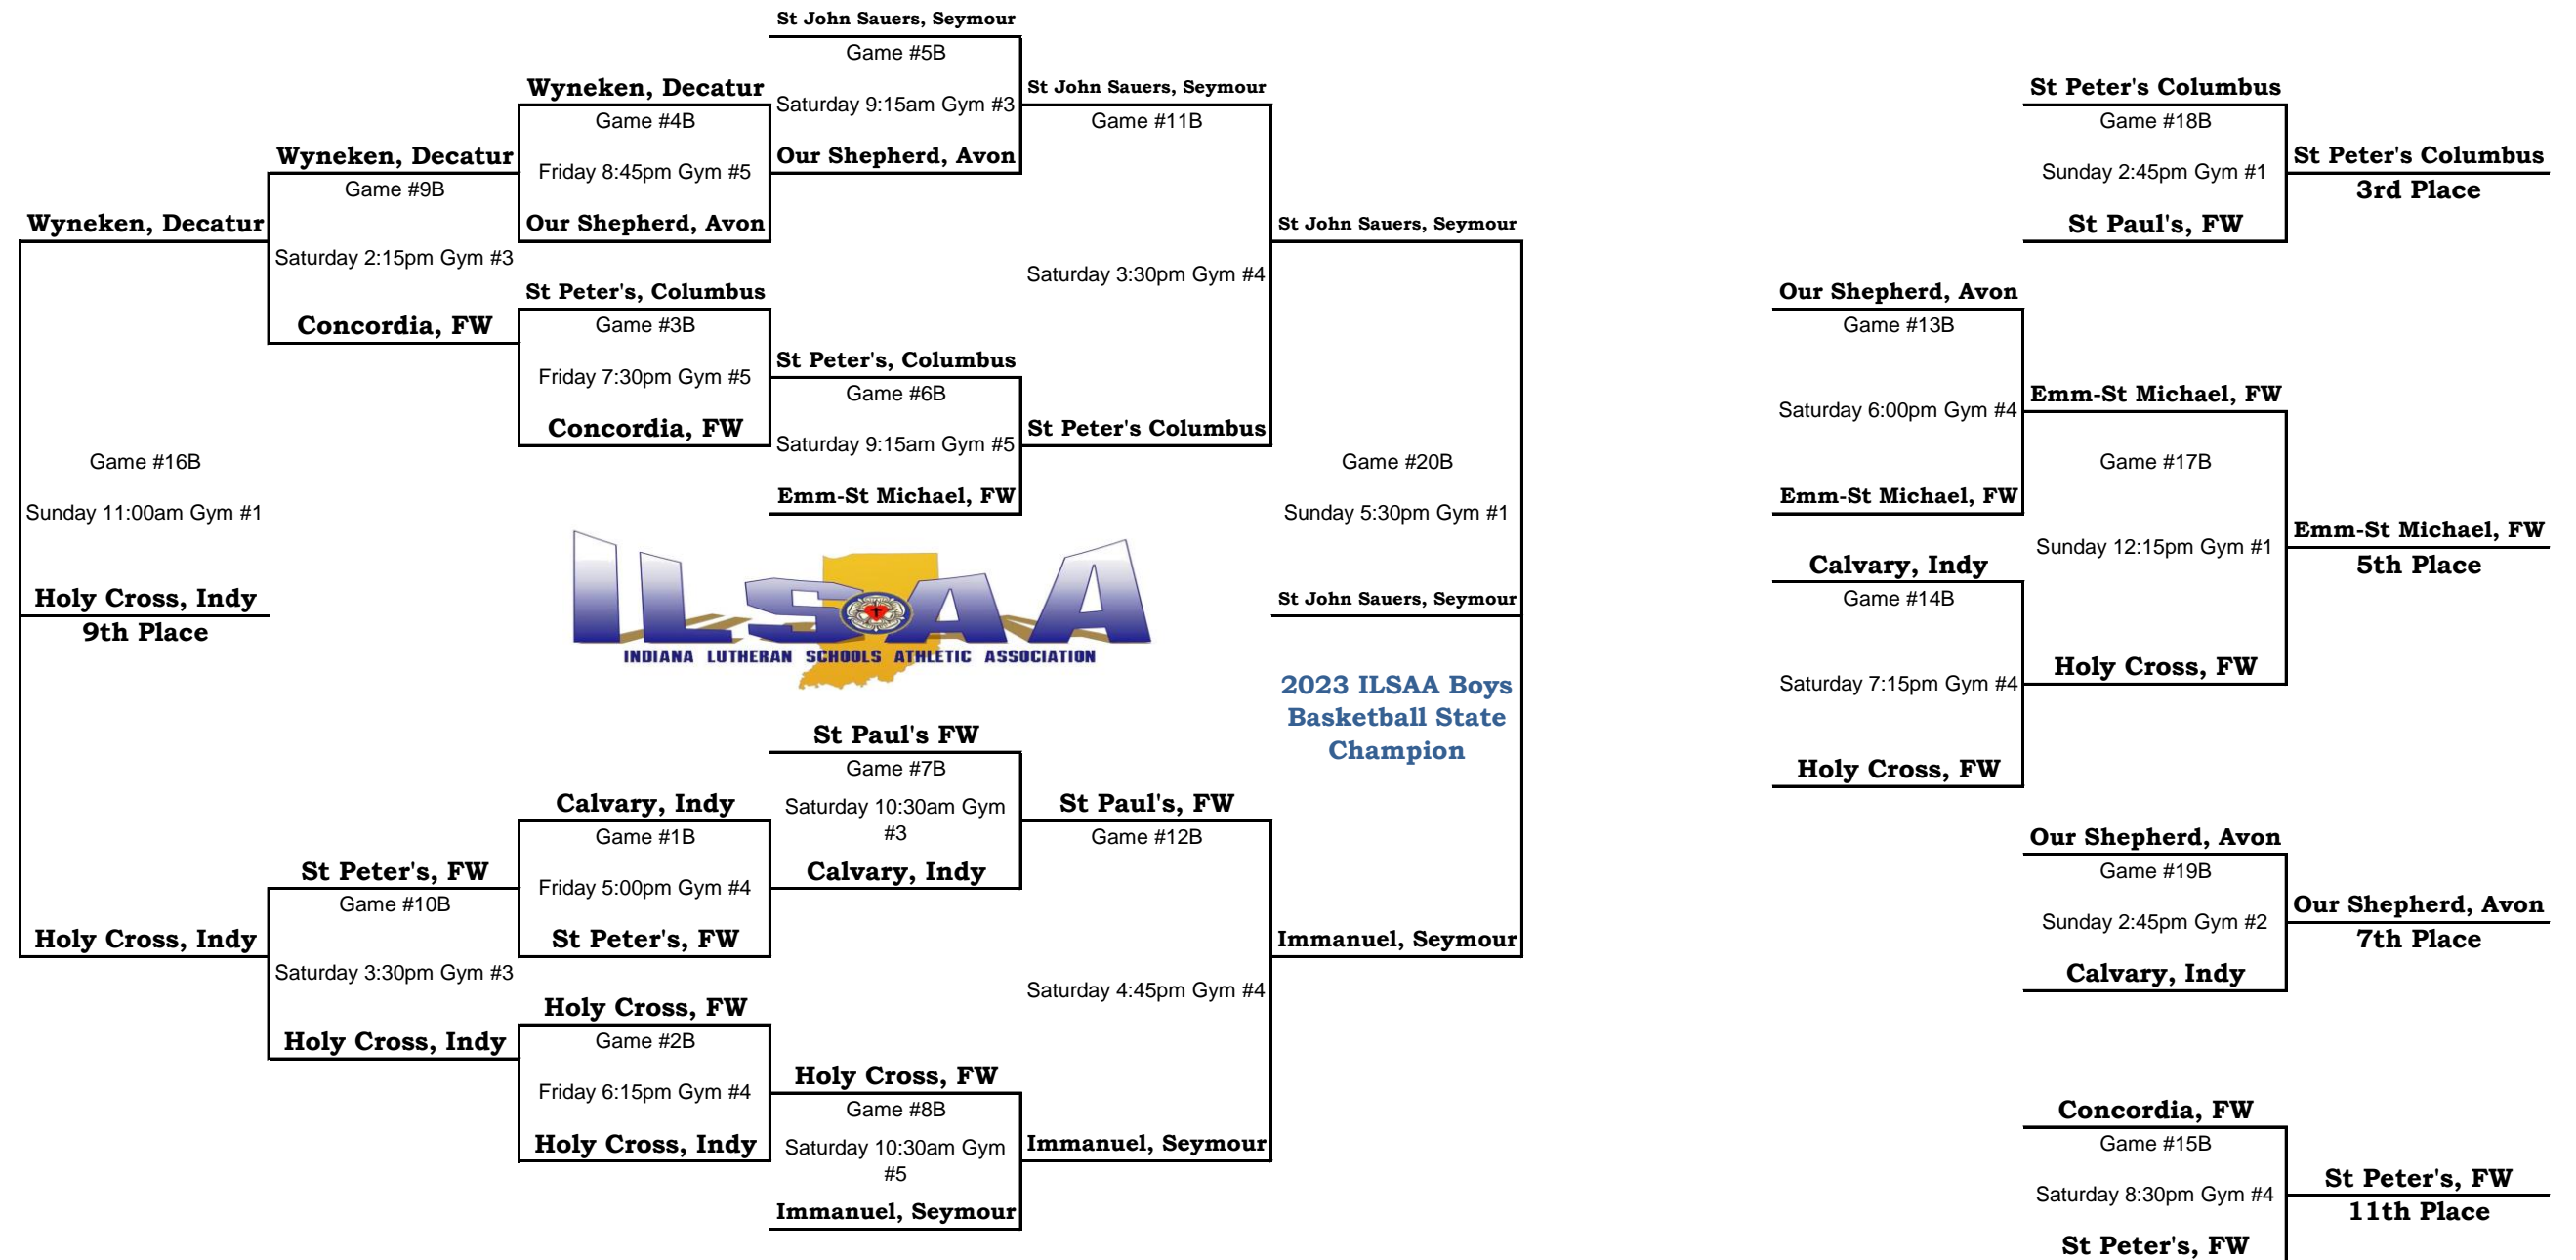 St John Sauers, Seymour
Game #5B
Saturday 9:15am Gym #3
Our Shepherd, Avon
Wyneken, Decatur
Game #4B
Friday 8:45pm Gym #5
Our Shepherd, Avon
Wyneken, Decatur
Game #9B
Saturday 2:15pm Gym #3
Concordia, FW
Wyneken, Decatur
St Peter's, Columbus
Game #3B
Friday 7:30pm Gym #5
Concordia, FW
St Peter's, Columbus
Game #6B
Saturday 9:15am Gym #5
Emm-St Michael, FW
St John Sauers, Seymour
Game #11B
Saturday 3:30pm Gym #4
St Peter's Columbus
St John Sauers, Seymour
Game #20B
Sunday 5:30pm Gym #1
St John Sauers, Seymour
2023 ILSAA Boys
Basketball State
Champion
Immanuel, Seymour
Game #16B
Sunday 11:00am Gym #1
Holy Cross, Indy
9th Place
ILSAA
INDIANA LUTHERAN SCHOOLS ATHLETIC ASSOCIATION
St Paul's FW
Game #7B
Saturday 10:30am Gym
#3
Calvary, Indy
Calvary, Indy
Game #1B
Friday 5:00pm Gym #4
St Peter's, FW
St Peter's, FW
Game #10B
Saturday 3:30pm Gym #3
Holy Cross, Indy
Holy Cross, Indy
Holy Cross, FW
Game #2B
Friday 6:15pm Gym #4
Holy Cross, Indy
Holy Cross, FW
Game #8B
Saturday 10:30am Gym
#5
Immanuel, Seymour
St Paul's, FW
Game #12B
Saturday 4:45pm Gym #4
Immanuel, Seymour
St Peter's Columbus
Game #18B
Sunday 2:45pm Gym #1
St Paul's, FW
St Peter's Columbus
3rd Place
Our Shepherd, Avon
Game #13B
Saturday 6:00pm Gym #4
Emm-St Michael, FW
Calvary, Indy
Game #14B
Saturday 7:15pm Gym #4
Holy Cross, FW
Emm-St Michael, FW
Game #17B
Sunday 12:15pm Gym #1
Holy Cross, FW
Emm-St Michael, FW
5th Place
Our Shepherd, Avon
Game #19B
Sunday 2:45pm Gym #2
Calvary, Indy
Our Shepherd, Avon
7th Place
Concordia, FW
Game #15B
Saturday 8:30pm Gym #4
St Peter's, FW
St Peter's, FW
11th Place